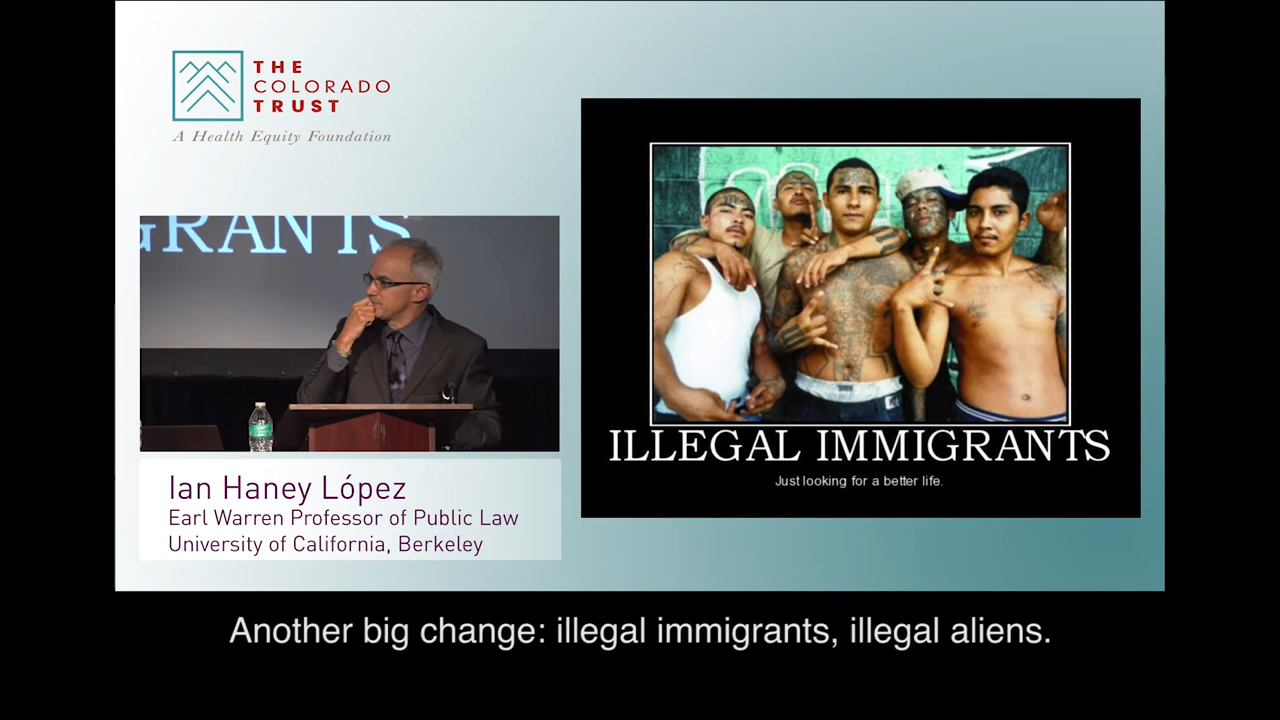 THE
COLORADO
TRUST
A Health Equity Foundation
GRANTS
Ian Haney López
Earl Warren Professor of Public Law
University of California, Berkeley
ILLEGAL IMMIGRANTS
Just looking for a better life.
Another big change: illegal immigrants, illegal aliens.